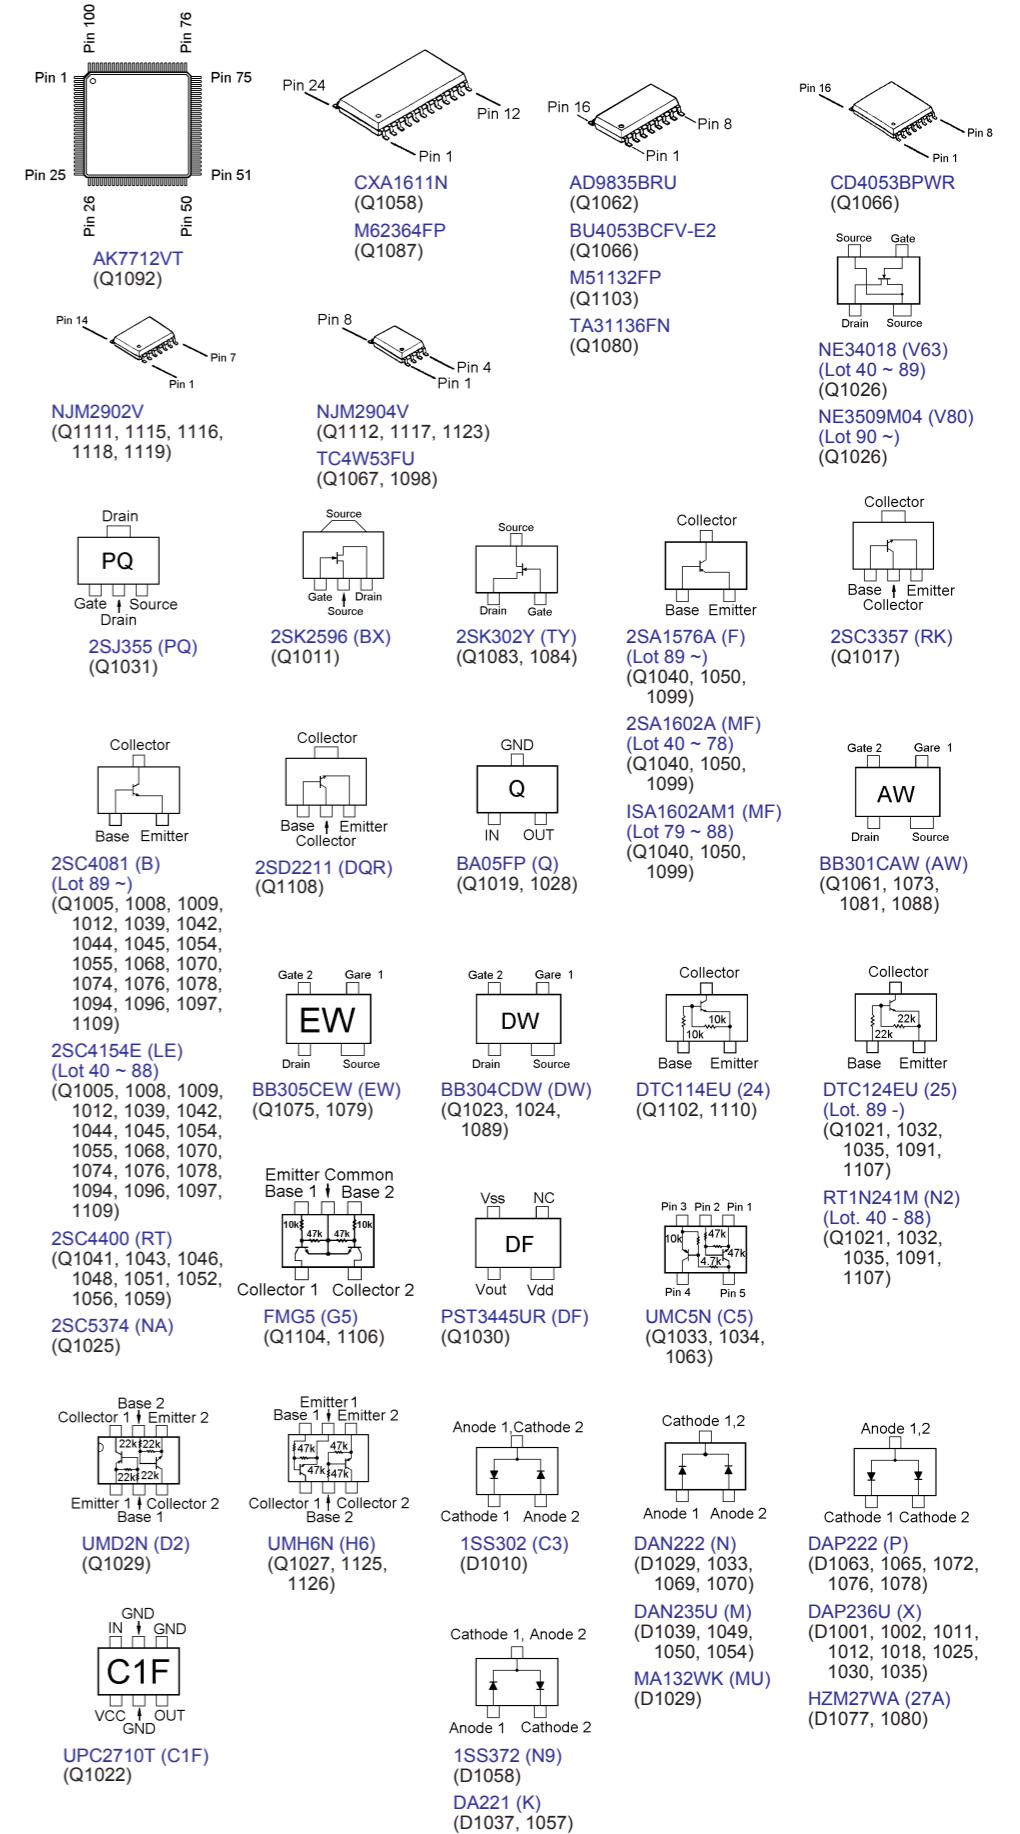 Pin 100
Pin 76
Pin 1
Pin 75
Pin 25
Pin 51
Pin 26
Pin 50
AK7712VT
(Q1092)
Pin 24
Pin 12
Pin 1
CXA1611N
(Q1058)
M62364FP
(Q1087)
Pin 16
Pin 8
Pin 1
AD9835BRU
(Q1062)
BU4053BCFV-E2
(Q1066)
M51132FP
(Q1103)
TA31136FN
(Q1080)
Pin 16
Pin 8
Pin 1
CD4053BPWR
(Q1066)
Source Gate
Drain Source
NE34018 (V63)
(Lot 40 ~ 89)
(Q1026)
NE3509M04 (V80)
(Lot 90 ~)
(Q1026)
Pin 14
Pin 7
Pin 1
NJM2902V
(Q1111, 1115, 1116,
1118, 1119)
Pin 8
Pin 4
Pin 1
NJM2904V
(Q1112, 1117, 1123)
TC4W53FU
(Q1067, 1098)
Drain
PQ
Gate Source
Drain
2SJ355 (PQ)
(Q1031)
Source
Gate Drain
Source
2SK2596 (BX)
(Q1011)
Source
Drain Gate
2SK302Y (TY)
(Q1083, 1084)
Collector
Base Emitter
2SA1576A (F)
(Lot 89 ~)
(Q1040, 1050,
1099)
2SA1602A (MF)
(Lot 40 ~ 78)
(Q1040, 1050,
1099)
ISA1602AM1 (MF)
(Lot 79 ~ 88)
(Q1040, 1050,
1099)
Collector
Base Emitter
Collector
2SC3357 (RK)
(Q1017)
Collector
Base Emitter
2SC4081 (B)
(Lot 89 ~)
(Q1005, 1008, 1009,
1012, 1039, 1042,
1044, 1045, 1054,
1055, 1068, 1070,
1074, 1076, 1078,
1094, 1096, 1097,
1109)
2SC4154E (LE)
(Lot 40 ~ 88)
(Q1005, 1008, 1009,
1012, 1039, 1042,
1044, 1045, 1054,
1055, 1068, 1070,
1074, 1076, 1078,
1094, 1096, 1097,
1109)
2SC4400 (RT)
(Q1041, 1043, 1046,
1048, 1051, 1052,
1056, 1059)
2SC5374 (NA)
(Q1025)
Collector
Base Emitter
Collector
2SD2211 (DQR)
(Q1108)
GND
Q
IN OUT
BA05FP (Q)
(Q1019, 1028)
Gate 2 Gare 1
AW
Drain Source
BB301CAW (AW)
(Q1061, 1073,
1081, 1088)
Gate 2 Gare 1
EW
Drain Source
BB305CEW (EW)
(Q1075, 1079)
Gate 2 Gare 1
DW
Drain Source
BB304CDW (DW)
(Q1023, 1024,
1089)
Collector
10k
10k
Base Emitter
DTC114EU (24)
(Q1102, 1110)
Collector
22k
22k
Base Emitter
DTC124EU (25)
(Lot. 89 -)
(Q1021, 1032,
1035, 1091,
1107)
RT1N241M (N2)
(Lot. 40 - 88)
(Q1021, 1032,
1035, 1091,
1107)
Emitter Common
Base 1 Base 2
10k 10k
47k 47k
Collector 1 Collector 2
FMG5 (G5)
(Q1104, 1106)
Vss NC
DF
Vout Vdd
PST3445UR (DF)
(Q1030)
Pin 3 Pin 2 Pin 1
10k 47k
47k
4.7k
Pin 4 Pin 5
UMC5N (C5)
(Q1033, 1034,
1063)
Base 2
Collector 1 Emitter 2
22k 22k
22k 22k
Emitter 1 Collector 2
Base 1
UMD2N (D2)
(Q1029)
Emitter 1
Base 1 Emitter 2
47k 47k
47k 47k
Collector 1 Collector 2
Base 2
UMH6N (H6)
(Q1027, 1125,
1126)
Anode 1,Cathode 2
Cathode 1 Anode 2
1SS302 (C3)
(D1010)
Cathode 1,2
Anode 1 Anode 2
DAN222 (N)
(D1029, 1033,
1069, 1070)
DAN235U (M)
(D1039, 1049,
1050, 1054)
MA132WK (MU)
(D1029)
Anode 1,2
Cathode 1 Cathode 2
DAP222 (P)
(D1063, 1065, 1072,
1076, 1078)
DAP236U (X)
(D1001, 1002, 1011,
1012, 1018, 1025,
1030, 1035)
HZM27WA (27A)
(D1077, 1080)
GND
IN GND
C1F
VCC OUT
GND
UPC2710T (C1F)
(Q1022)
Cathode 1, Anode 2
Anode 1 Cathode 2
1SS372 (N9)
(D1058)
DA221 (K)
(D1037, 1057)